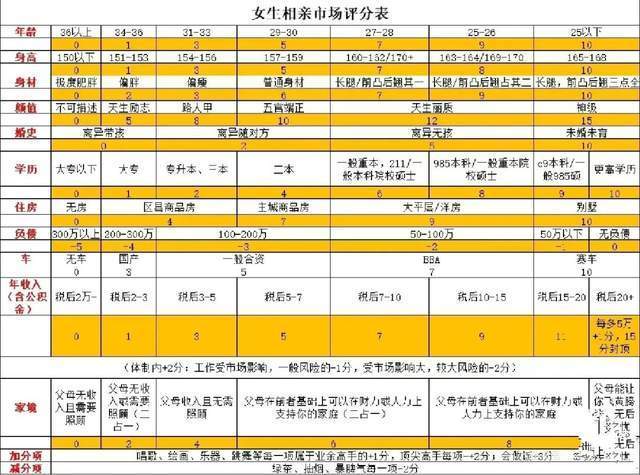 女生相亲市场评分表
年龄 36以上 34-36 31-33 29-30 27-28 25-26 25以下
0 1 3 5 7 9 10
身高 150以下 151-153 154-156 157-159 160-162/170+ 163-164/169-170 165-168
0 1 3 5 7 8 10
身材 极度肥胖 偏胖 偏瘦 普通身材 长腿/前凸后翘其一 长腿/前凸后翘占其二 长腿，前凸后翘三点全
0 2 3 6 7 9 10
颜值 不可描述 天生励志 路人甲 五官端正 天生丽质 神级
0 5 8 10 12 15
婚史 离异带孩 离异随对方 离异无孩 未婚未育
0 2 5 10
学历 大专以下 大专 专升本、三本 二本 一般重本，211/一般本科院校硕士 985本科/一般重本院校硕士 c9本科/一般985硕 更高学历
0 1 2 4 6 8 9 10
住房 无房 区县商品房 主城商品房 大平层/洋房 别墅
0 4 7 9 10
负债 300万以上 200-300万 100-200万 50-100万 50万以下 无负债
-5 -4 -3 -2 -1 0
车 无车 国产 一般合资 BBA 赛车
0 3 5 7 10
年收入（含公积金） 税后2万- 税后2-3 税后3-5 税后5-7 税后7-10 税后10-15 税后15-20 税后20+
0 1 3 5 7 9 11 每多5万+1分，15分封顶
(体制内+2分；工作受市场影响，一般风险的-1分，受市场影响大，较大风险的-2分)
家境 父母无收入且需要照顾 父母无收入或需要照顾（二占一） 父母收入且无需照顾 父母在前者基础上可以在财力或人力上支持你的家庭（二占一） 父母在前者基础上可以在财力或人力上支持你的家庭 父母能让你飞黄腾
无后
0 2 4 6 8
加分项 唱歌、绘画、乐器、跳舞等每一项属于业余高手的+1分，顶尖高手每项+2分；会做饭+3分
减分项 绿茶、抽烟、暴脾气每一项-2分